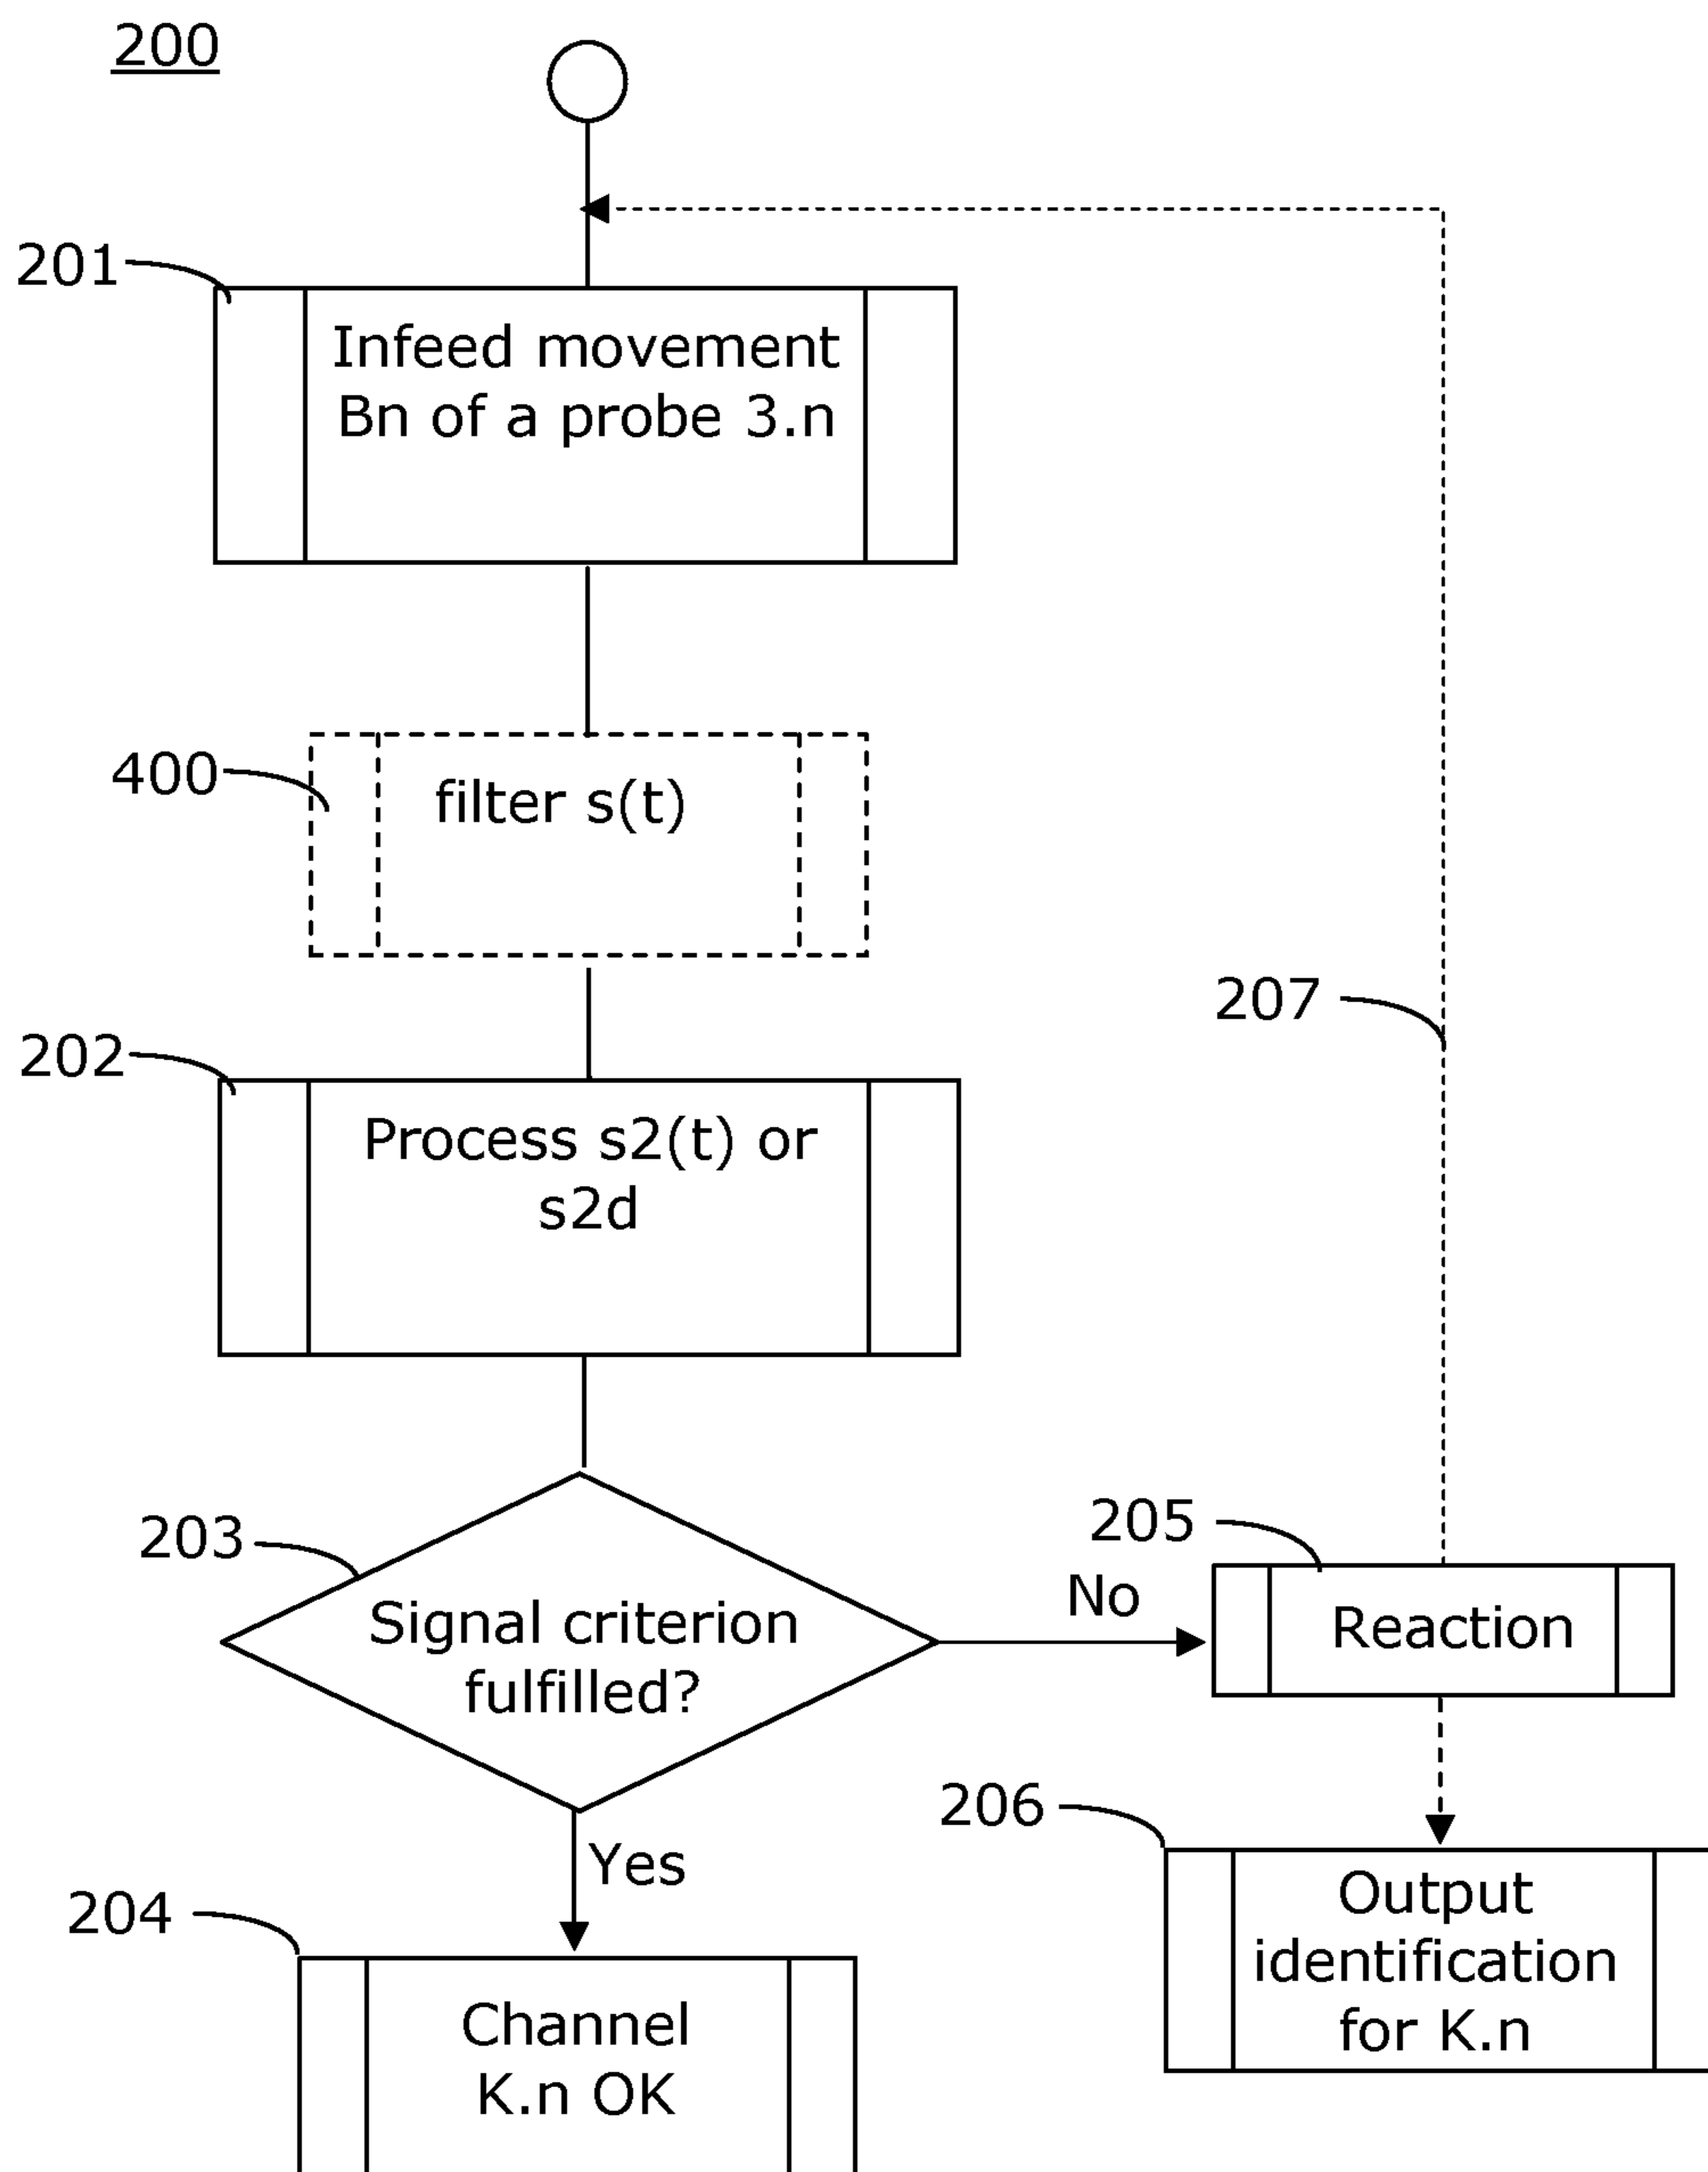 200
201
Infeed movement
Bn of a probe 3.n
400
filter s(t)
207
202
Process s2(t) or
s2d
203
Signal criterion
fulfilled?
No
205
Reaction
Yes
206
Output
identification
for K.n
204
Channel
K.n OK